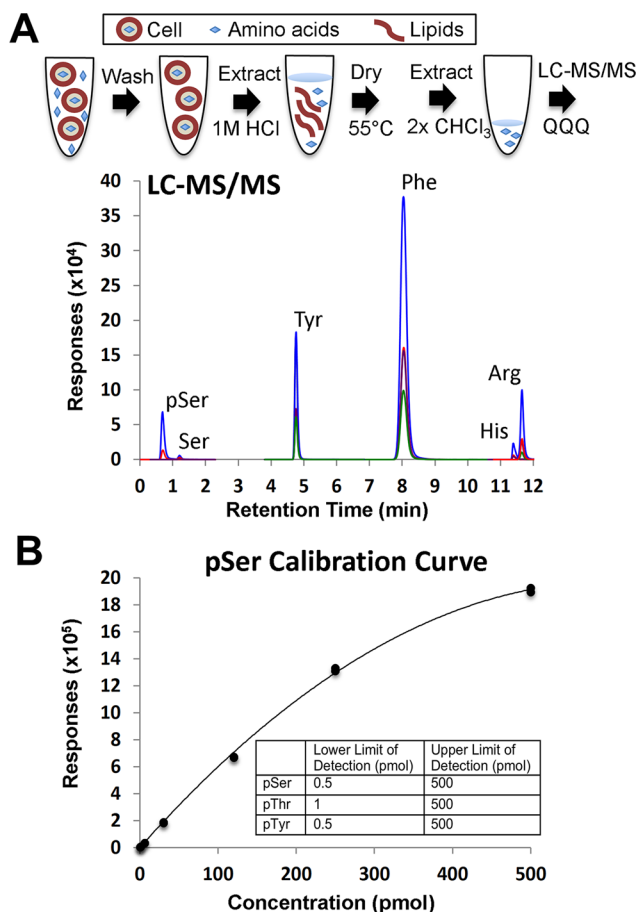 A
Cell Amino acids Lipids
Wash Extract Dry Extract LC-MS/MS
1M HCl 55°C 2x CHCl3 QQQ
LC-MS/MS
Responses (x10⁴)
40
35
30
25
20
15
10
5
0
pSer
Ser
Tyr
Phe
His
Arg
0 1 2 3 4 5 6 7 8 9 10 11 12
Retention Time (min)
B
pSer Calibration Curve
Responses (x10⁵)
20
18
16
14
12
10
8
6
4
2
0
Lower Limit of Upper Limit of
Detection (pmol) Detection (pmol)
pSer 0.5 500
pThr 1 500
pTyr 0.5 500
0 100 200 300 400 500
Concentration (pmol)